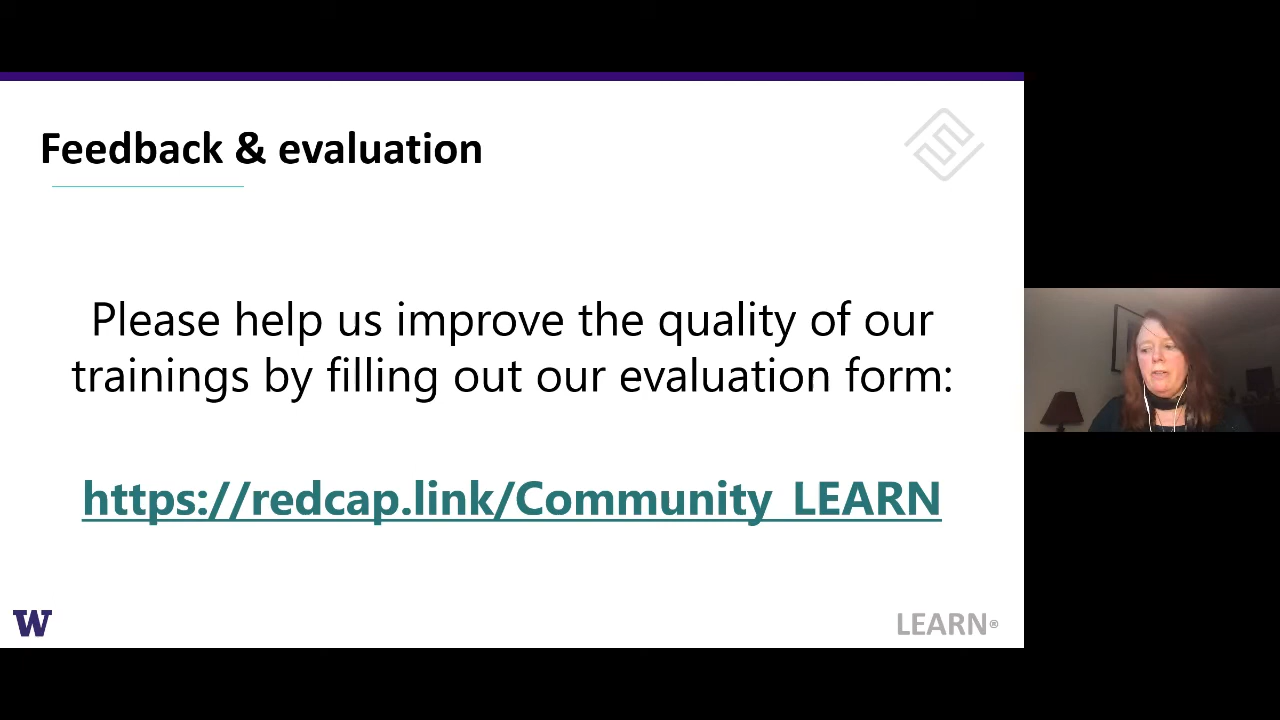 Feedback & evaluation
Please help us improve the quality of our
trainings by filling out our evaluation form:
https://redcap.link/Community_LEARN
W
LEARN®